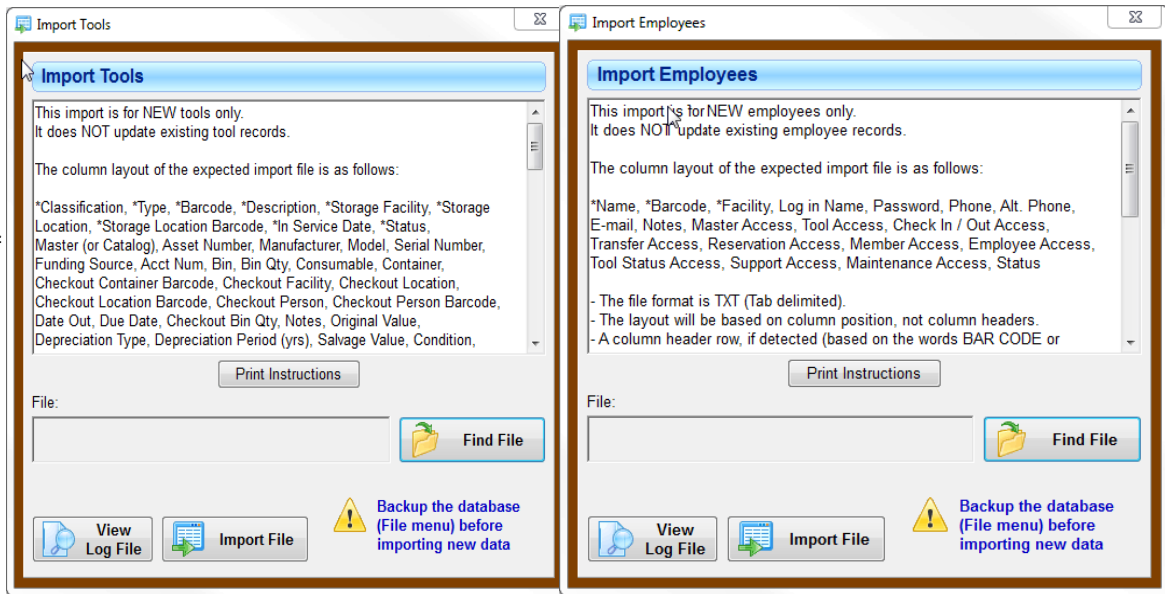 Import Tools
Import Tools
This import is for NEW tools only.
It does NOT update existing tool records.
The column layout of the expected import file is as follows:
*Classification, *Type, *Barcode, *Description, *Storage Facility, *Storage
Location, *Storage Location Barcode, *In Service Date, *Status,
Master (or Catalog), Asset Number, Manufacturer, Model, Serial Number,
Funding Source, Acct Num, Bin, Bin Qty, Consumable, Container,
Checkout Container Barcode, Checkout Facility, Checkout Location,
Checkout Location Barcode, Checkout Person, Checkout Person Barcode,
Date Out, Due Date, Checkout Bin Qty, Notes, Original Value,
Depreciation Type, Depreciation Period (yrs), Salvage Value, Condition,
Print Instructions
File:
Find File
View
Log File
Import File
Backup the database
(File menu) before
importing new data
Import Employees
Import Employees
This import is for NEW employees only.
It does NOT update existing employee records.
The column layout of the expected import file is as follows:
*Name, *Barcode, *Facility, Log in Name, Password, Phone, Alt. Phone,
E-mail, Notes, Master Access, Tool Access, Check In / Out Access,
Transfer Access, Reservation Access, Member Access, Employee Access,
Tool Status Access, Support Access, Maintenance Access, Status
- The file format is TXT (Tab delimited).
- The layout will be based on column position, not column headers.
- A column header row, if detected (based on the words BAR CODE or
Print Instructions
File:
Find File
View
Log File
Import File
Backup the database
(File menu) before
importing new data